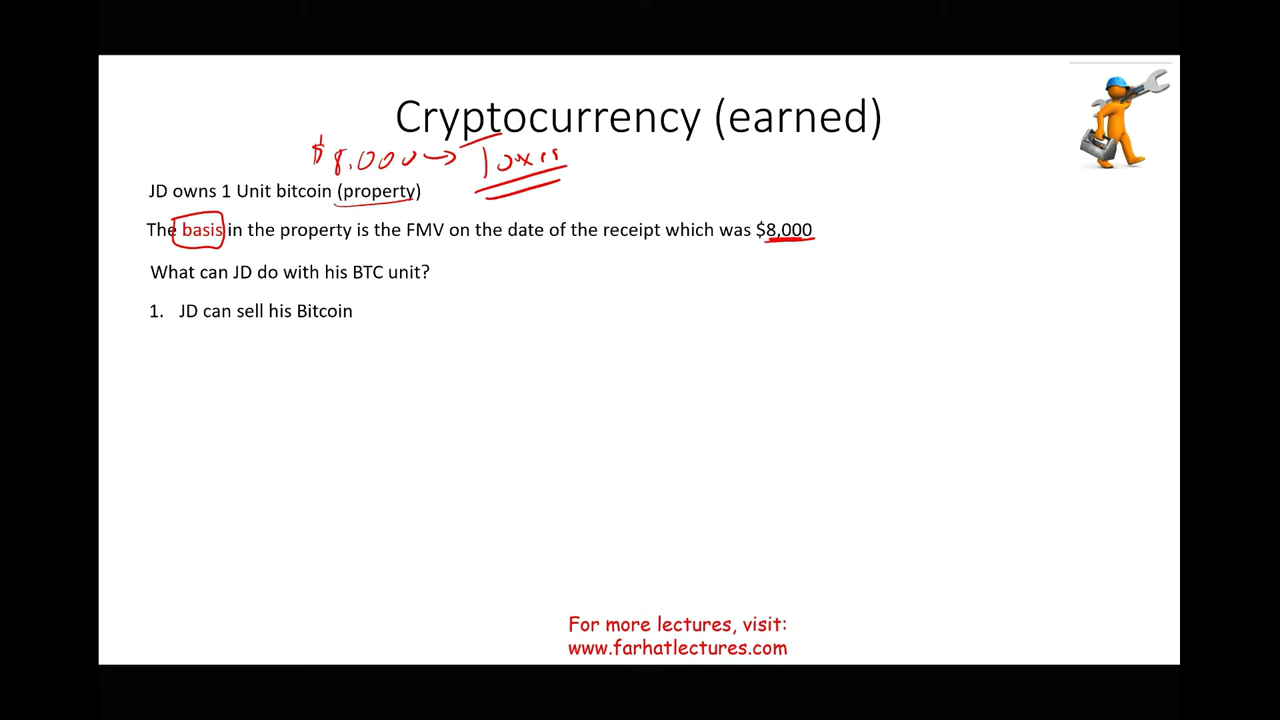 Cryptocurrency (earned)
$8.000 → Taxes
JD owns 1 Unit bitcoin (property)
The basis in the property is the FMV on the date of the receipt which was $8,000
What can JD do with his BTC unit?
1. JD can sell his Bitcoin
For more lectures, visit:
www.farhatlectures.com